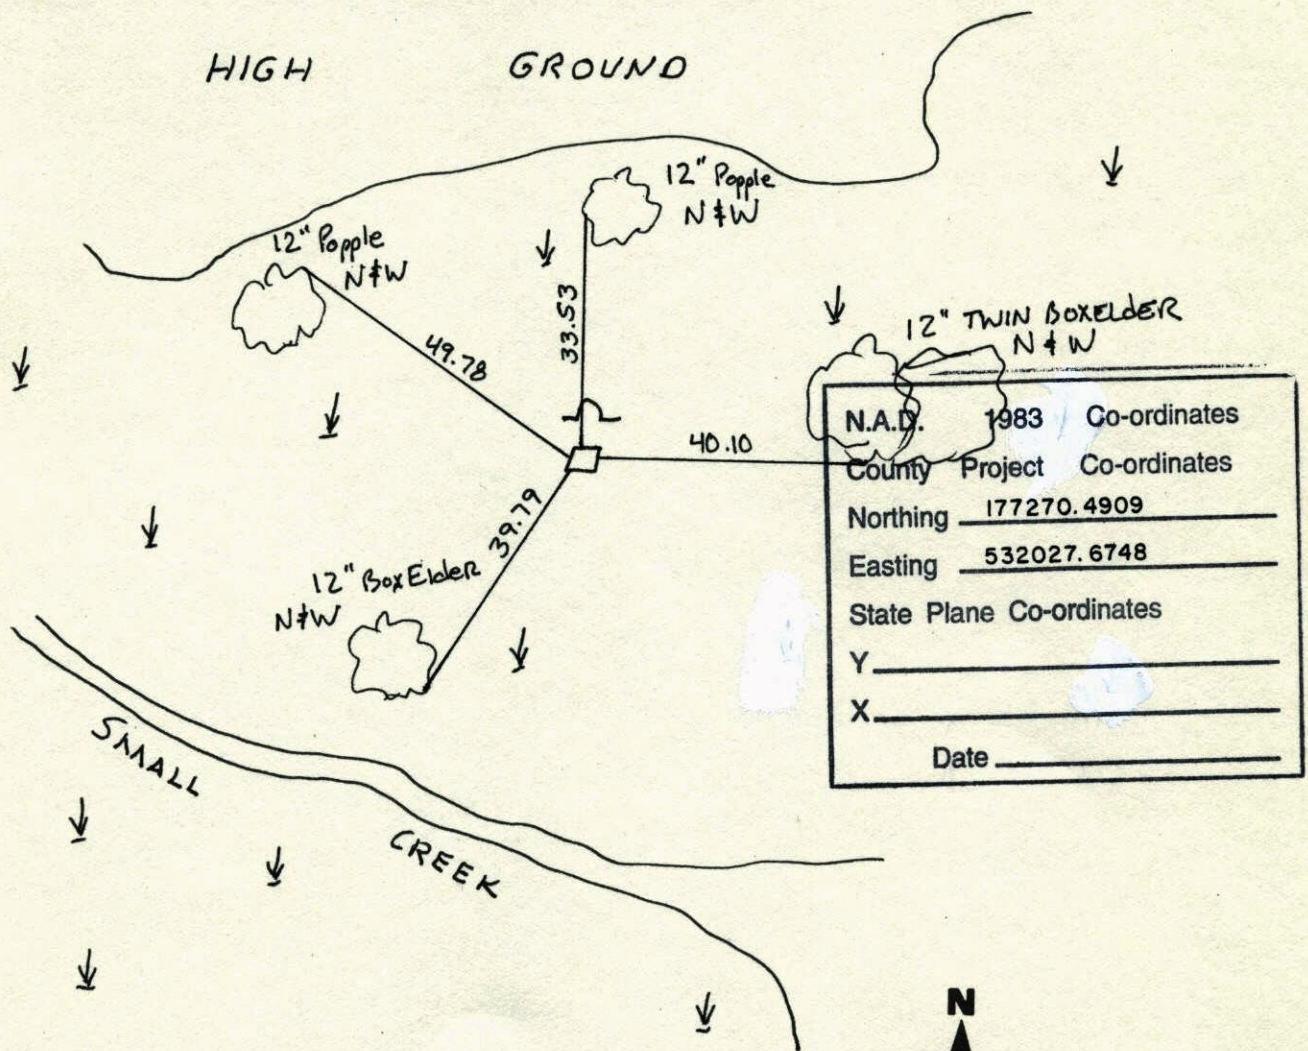 HIGH GROUND
12" Popple
N & W
12" Popple
N & W
49.78
33.53
12" TWIN BOXELDER
N & W
40.10
39.79
12" BoxElder
N & W
N.A.D. 1983 Co-ordinates
County Project Co-ordinates
Northing 177270.4909
Easting 532027.6748
State Plane Co-ordinates
Y
X
Date
SMALL
CREEK
N